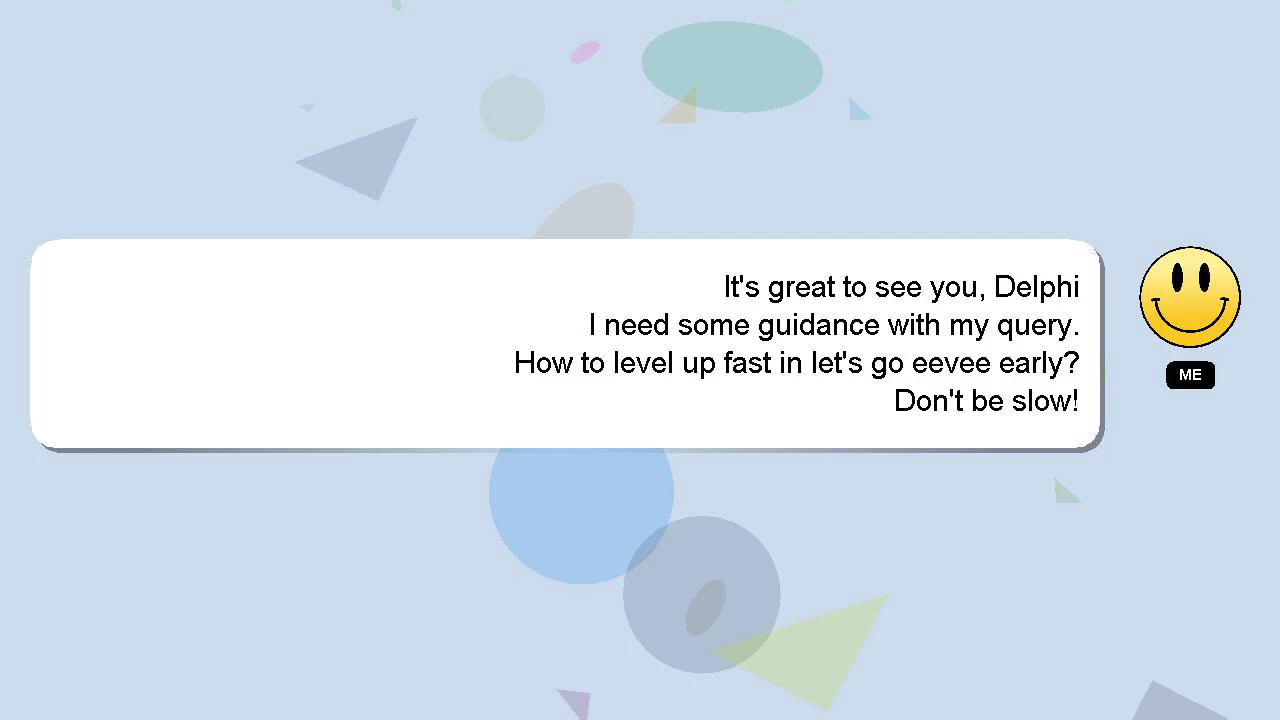 It's great to see you, Delphi
I need some guidance with my query.
How to level up fast in let's go eevee early?
Don't be slow!
ME